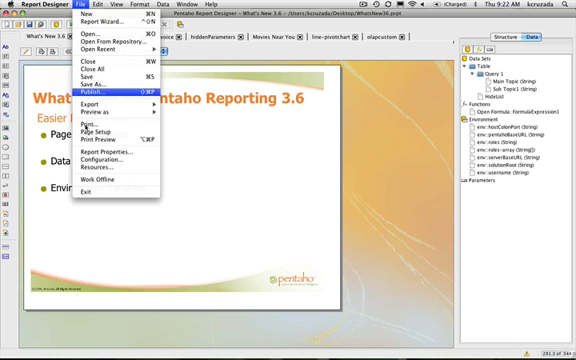 Report Designer File Edit View Insert Format Data Window Help (Charged) Thu 9:22 AM kcruzada
Pentaho Report Designer - What's New in 3.6 (/Users/kcruzada/Desktop/WhatsNew36.prpt
What's New
hiddenParameters
Movies Near You
line-pivotchart
olapcustom
New ⌘N
Report Wizard... ⌃⇧N
Open... ⌘O
Open From Repository...
Open Recent
Close ⌘W
Close All
Save ⌘S
Save As...
Publish... ⇧⌘P
Export
Preview as
Print...
Page Setup
Print Preview ⌥⌘P
Report Properties...
Configuration...
Resources...
Work Offline
Exit
What
entaho Reporting 3.6
Easier
Page
Data
Envir
pentaho
Structure Data
Data Sets
Table
Query 1
Main Topic (String)
Sub Topic1 (String)
HideList
Functions
Open Formula: FormulaExpression1
Environment
env::hostColonPort (String)
env::pentahoBaseURL (String)
env::roles (String)
env::roles-array (String[])
env::serverBaseURL (String)
env::solutionRoot (String)
env::username (String)
Parameters